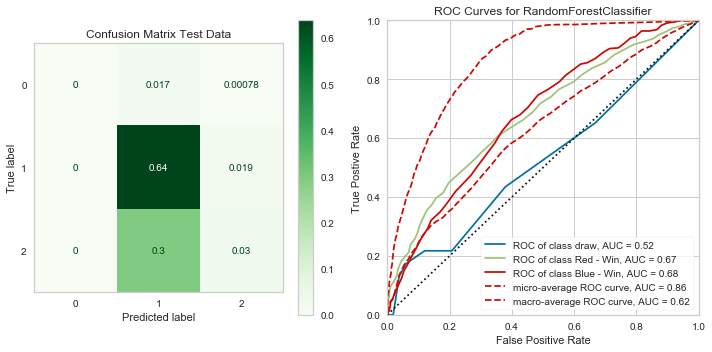 Confusion Matrix Test Data
True label
0
1
2
0 0.017 0.00078
0 0.64 0.019
0 0.3 0.03
0 1 2
Predicted label
0.6
0.5
0.4
0.3
0.2
0.1
0.0
ROC Curves for RandomForestClassifier
True Postive Rate
1.0
0.8
0.6
0.4
0.2
0.0
ROC of class draw, AUC = 0.52
ROC of class Red - Win, AUC = 0.67
ROC of class Blue - Win, AUC = 0.68
micro-average ROC curve, AUC = 0.86
macro-average ROC curve, AUC = 0.62
0.0 0.2 0.4 0.6 0.8 1.0
False Positive Rate